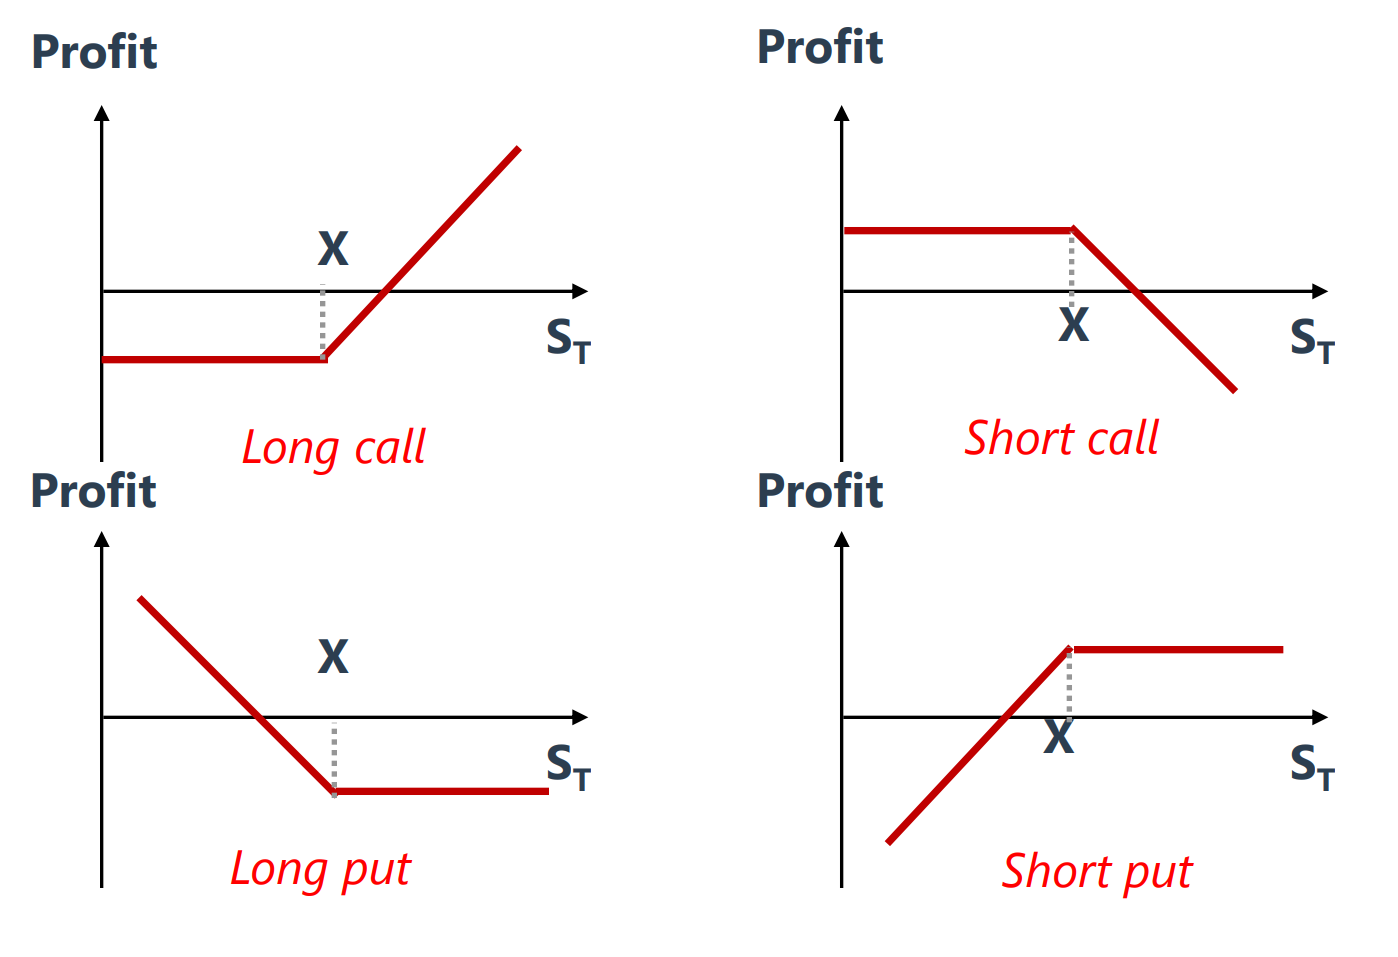 Profit
Profit
X
S_T
X
S_T
Long call
Short call
Profit
Profit
X
S_T
X
S_T
Long put
Short put